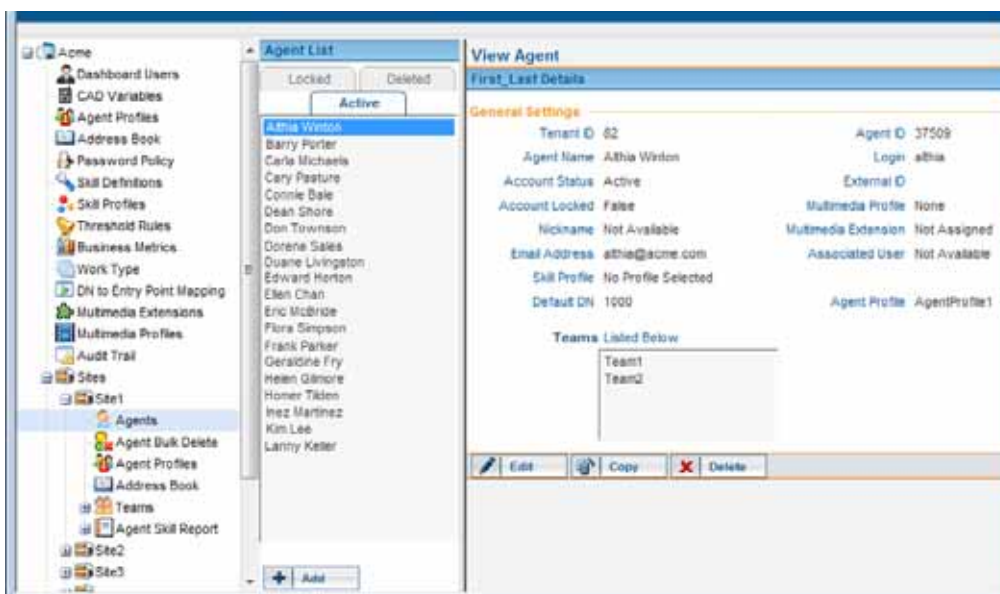 Acme
Dashboard Users
CAD Variables
Agent Profiles
Address Book
Password Policy
Skill Definitions
Skill Profiles
Threshold Rules
Business Metrics
Work Type
DN to Entry Point Mapping
Multimedia Extensions
Multimedia Profiles
Audit Trail
Sites
Site1
Agents
Agent Bulk Delete
Agent Profiles
Address Book
Teams
Agent Skill Report
Site2
Site3
Agent List
Locked Deleted
Active
Althia Winton
Barry Porter
Carla Michaels
Cary Pasture
Connie Bale
Dean Shore
Don Townson
Dorene Sales
Duane Livingston
Edward Horton
Ellen Chan
Eric McBride
Flora Simpson
Frank Parker
Geraldine Fry
Helen Gilmore
Homer Tilden
Inez Martinez
Kim Lee
Lanny Keller
Add
View Agent
First_Last Details
General Settings
Tenant ID 82 Agent ID 37509
Agent Name Althia Winton Login althia
Account Status Active External ID
Account Locked False Multimedia Profile None
Nickname Not Available Multimedia Extension Not Assigned
Email Address althia@acme.com Associated User Not Available
Skill Profile No Profile Selected
Default DN 1000 Agent Profile AgentProfile1
Teams Listed Below
Team1
Team2
Edit Copy Delete